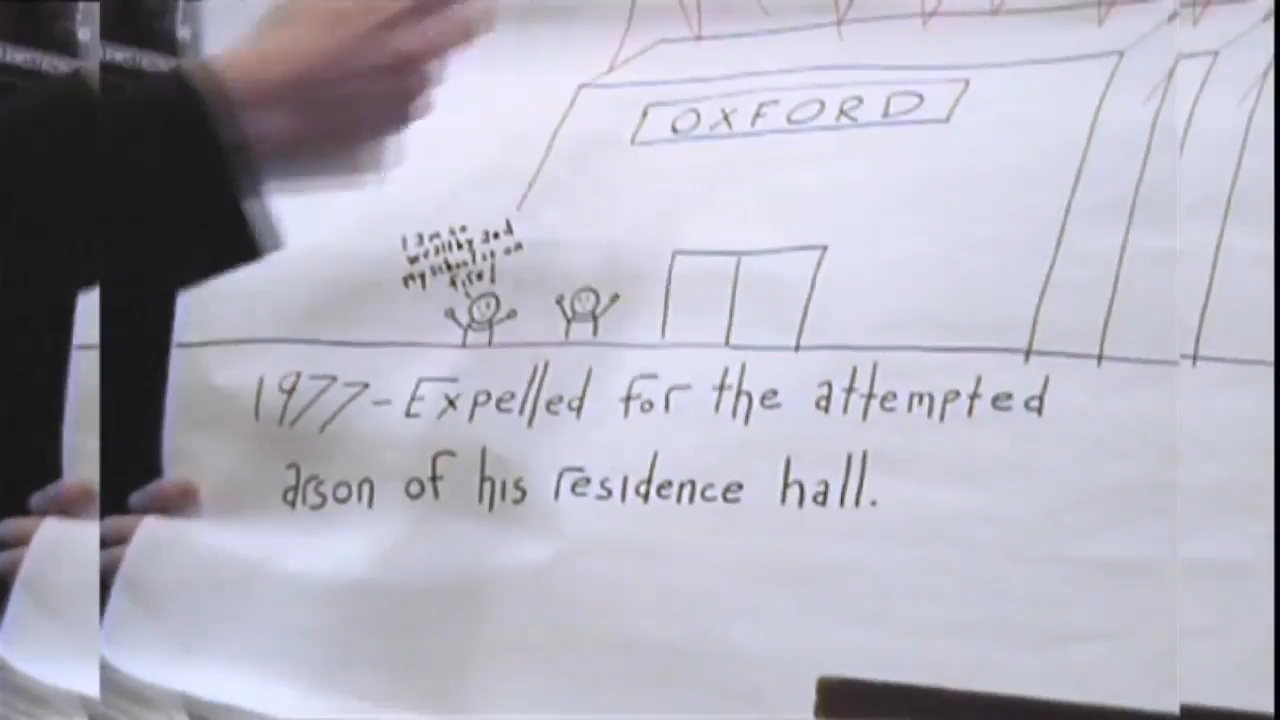 OXFORD
I am so
wealthy and
my school is on
fire!
1977-Expelled for the attempted
arson of his residence hall.